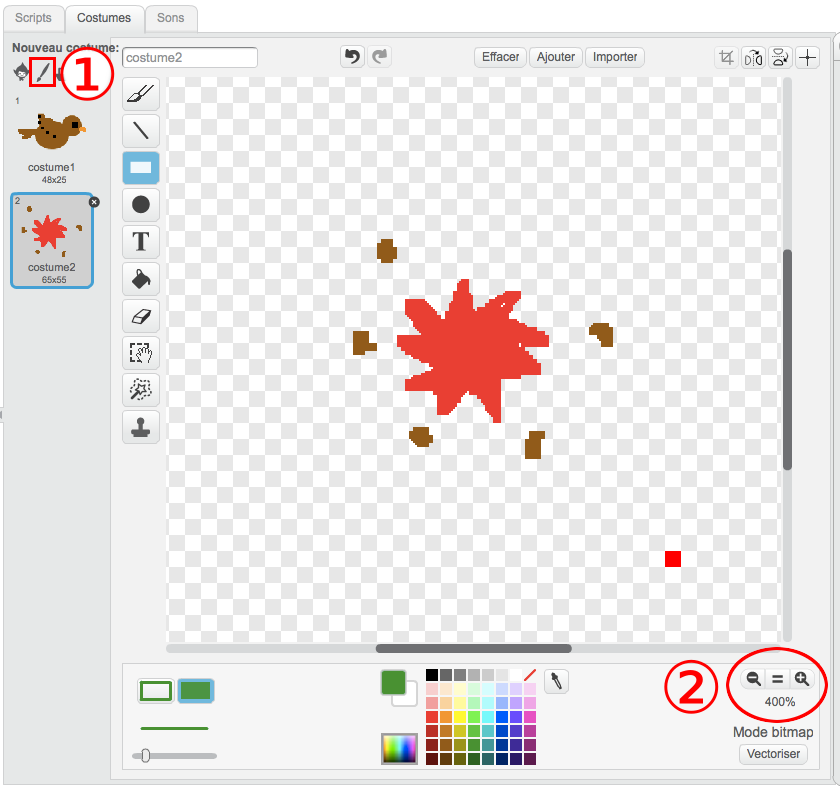 Scripts
Costumes
Sons
Nouveau costume:
1
costume2
Effacer
Ajouter
Importer
1
costume1
48x25
2
costume2
65x55
T
2
400%
Mode bitmap
Vectoriser